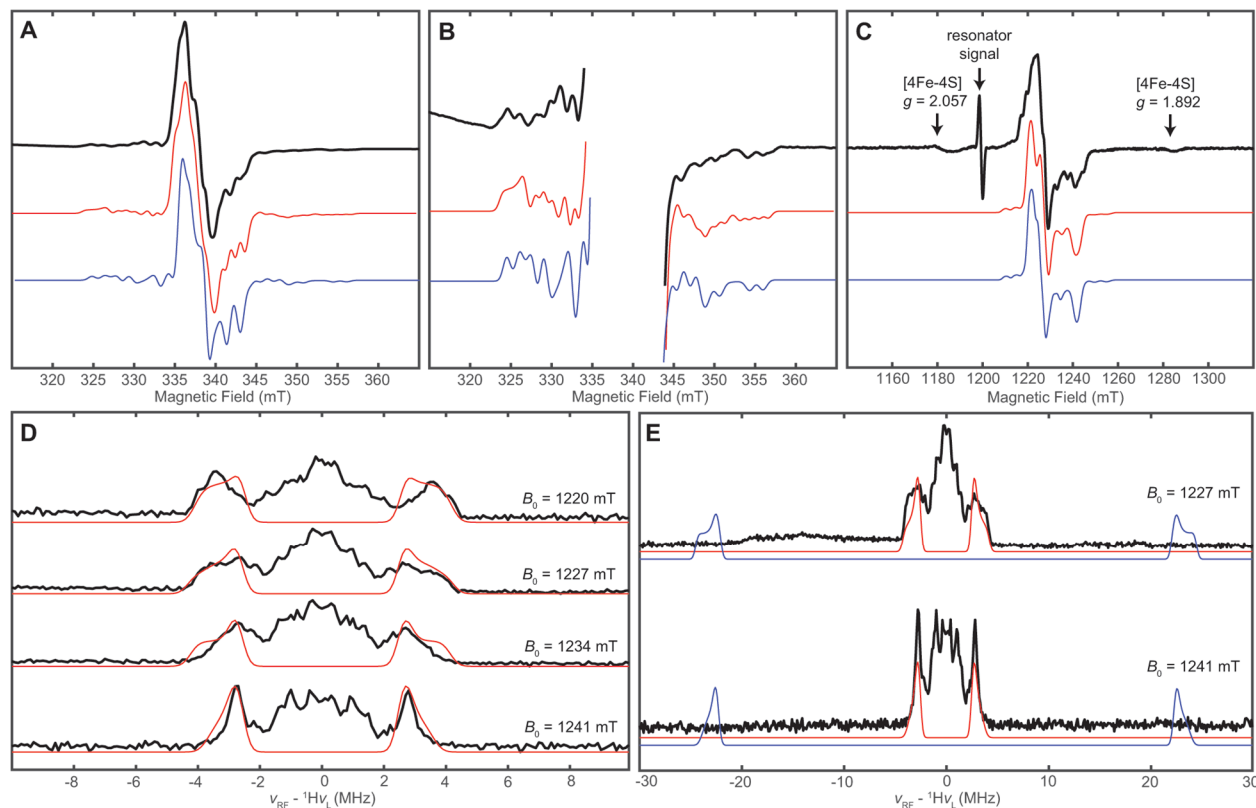 A
B
C
resonator
signal
[4Fe-4S]
g = 2.057
[4Fe-4S]
g = 1.892
320 325 330 335 340 345 350 355 360
Magnetic Field (mT)
320 325 330 334 345 350 360
Magnetic Field (mT)
1160 1180 1200 1220 1240 1260 1280 1300
Magnetic Field (mT)
D
B0 = 1220 mT
B0 = 1227 mT
B0 = 1234 mT
B0 = 1241 mT
-8 -6 -4 -2 0 2 4 6 8
νRF - ¹HνL (MHz)
E
B0 = 1227 mT
B0 = 1241 mT
-30 -20 -10 0 10 20 30
νRF - ¹HνL (MHz)